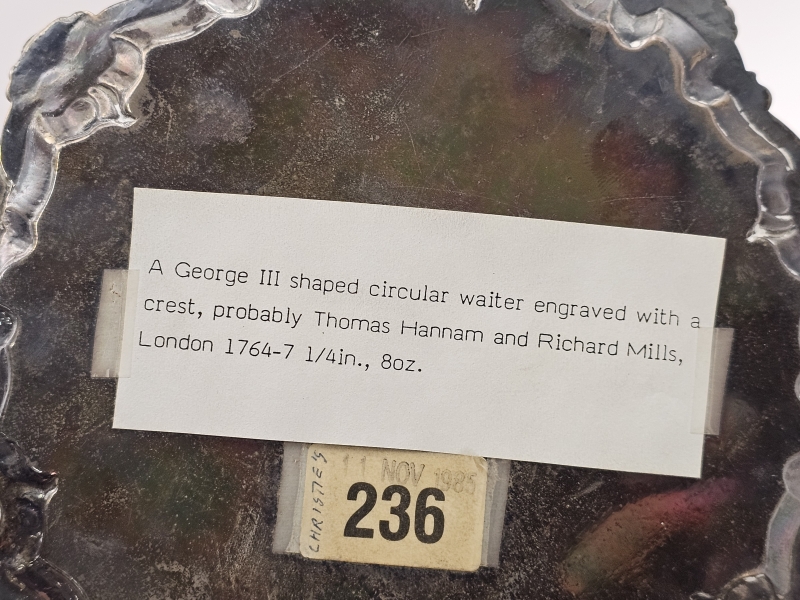 A George III shaped circular waiter engraved with a
crest, probably Thomas Hannam and Richard Mills,
London 1764-7 1/4in., 8oz.
CHRISTIE'S
11 NOV 1985
236